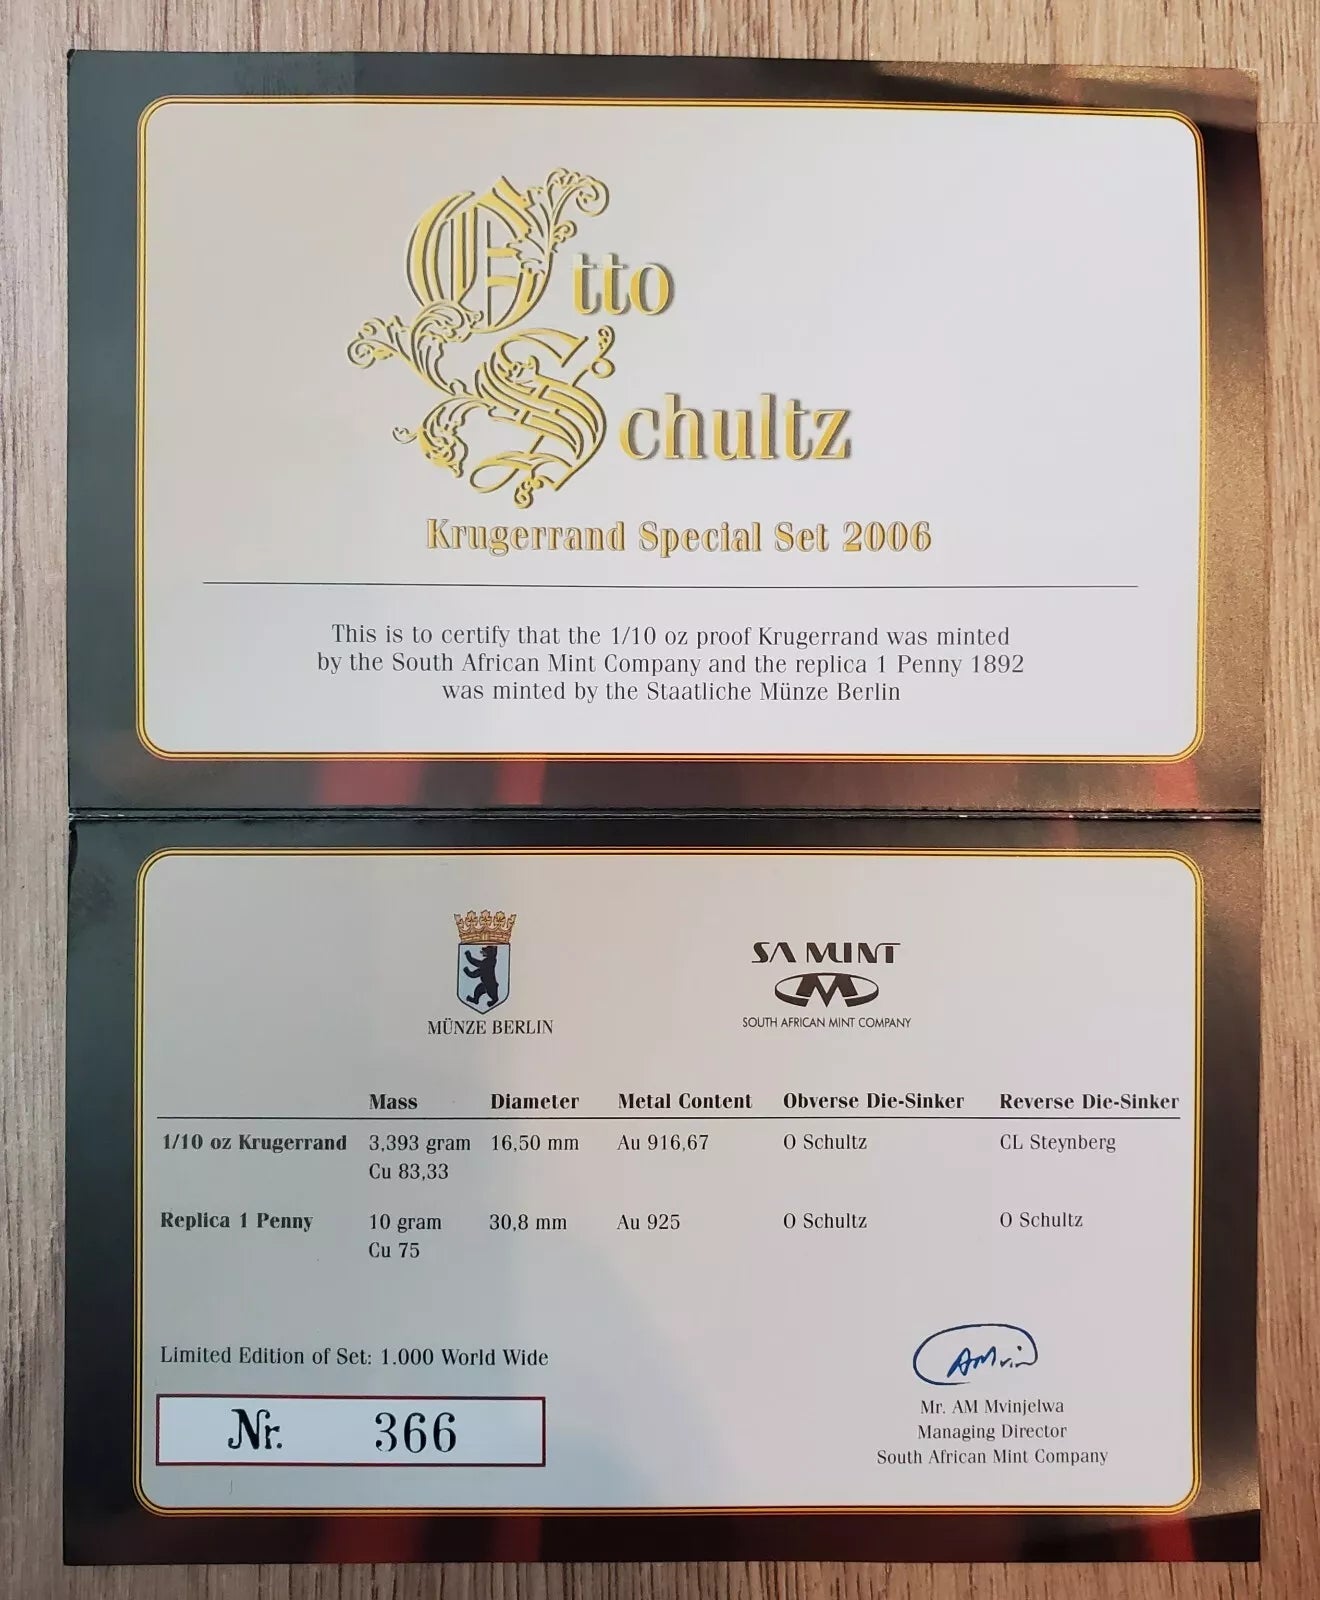 Otto
Schultz
Krugerrand Special Set 2006
This is to certify that the 1/10 oz proof Krugerrand was minted
by the South African Mint Company and the replica 1 Penny 1892
was minted by the Staatliche Münze Berlin
MÜNZE BERLIN
SA MINT
SOUTH AFRICAN MINT COMPANY
Mass Diameter Metal Content Obverse Die-Sinker Reverse Die-Sinker
1/10 oz Krugerrand 3,393 gram 16,50 mm Au 916,67 O Schultz CL Steynberg
Cu 83,33
Replica 1 Penny 10 gram 30,8 mm Au 925 O Schultz O Schultz
Cu 75
Limited Edition of Set: 1.000 World Wide
Nr. 366
Mr. AM Mvinjelwa
Managing Director
South African Mint Company